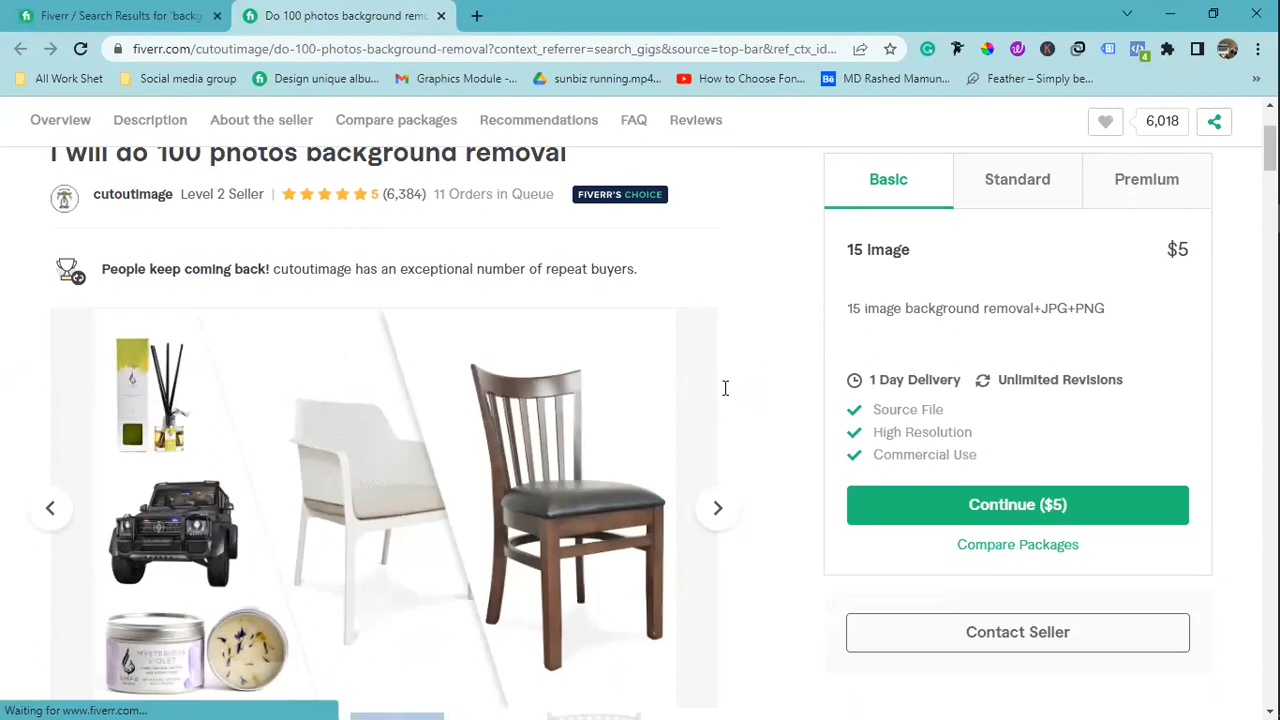 Fiverr / Search Results
Do 100 photos background remo
fiverr.com/cutoutimage/do-100-photos-background-removal?context_referrer=search_gigs&source=top-bar&ref_ctx_id...
4
All Work Shet
Social media group
Design unique albu...
Graphics Module -...
sunbiz running.mp4...
How to Choose Fon...
MD Rashed Mamun...
Feather – Simply be...
»
Overview
Description
About the seller
Compare packages
Recommendations
FAQ
Reviews
6,018
I will do 100 photos background removal
cutoutimage Level 2 Seller | 5 (6,384) 11 Orders in Queue FIVERR'S CHOICE
People keep coming back! cutoutimage has an exceptional number of repeat buyers.
MYSTERIOUS
VIOLET
Basic
Standard
Premium
15 Image
$5
15 image background removal+JPG+PNG
1 Day Delivery
Unlimited Revisions
Source File
High Resolution
Commercial Use
Continue ($5)
Compare Packages
Contact Seller
Waiting for www.fiverr.com...